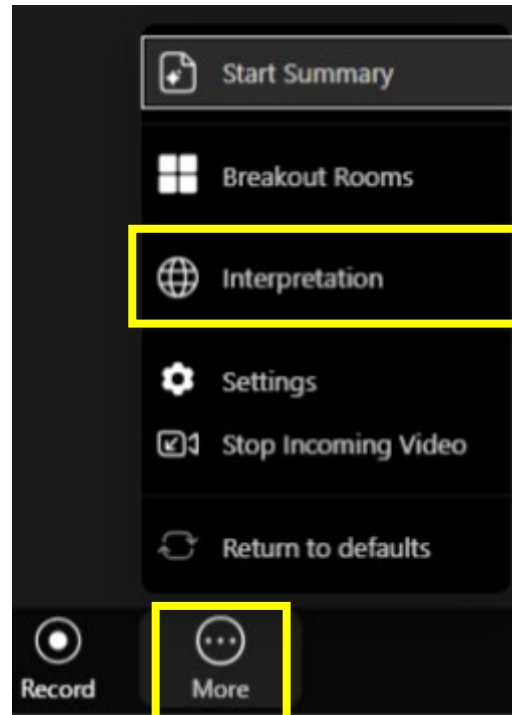 Start Summary
Breakout Rooms
Interpretation
Settings
Stop Incoming Video
Return to defaults
Record
More